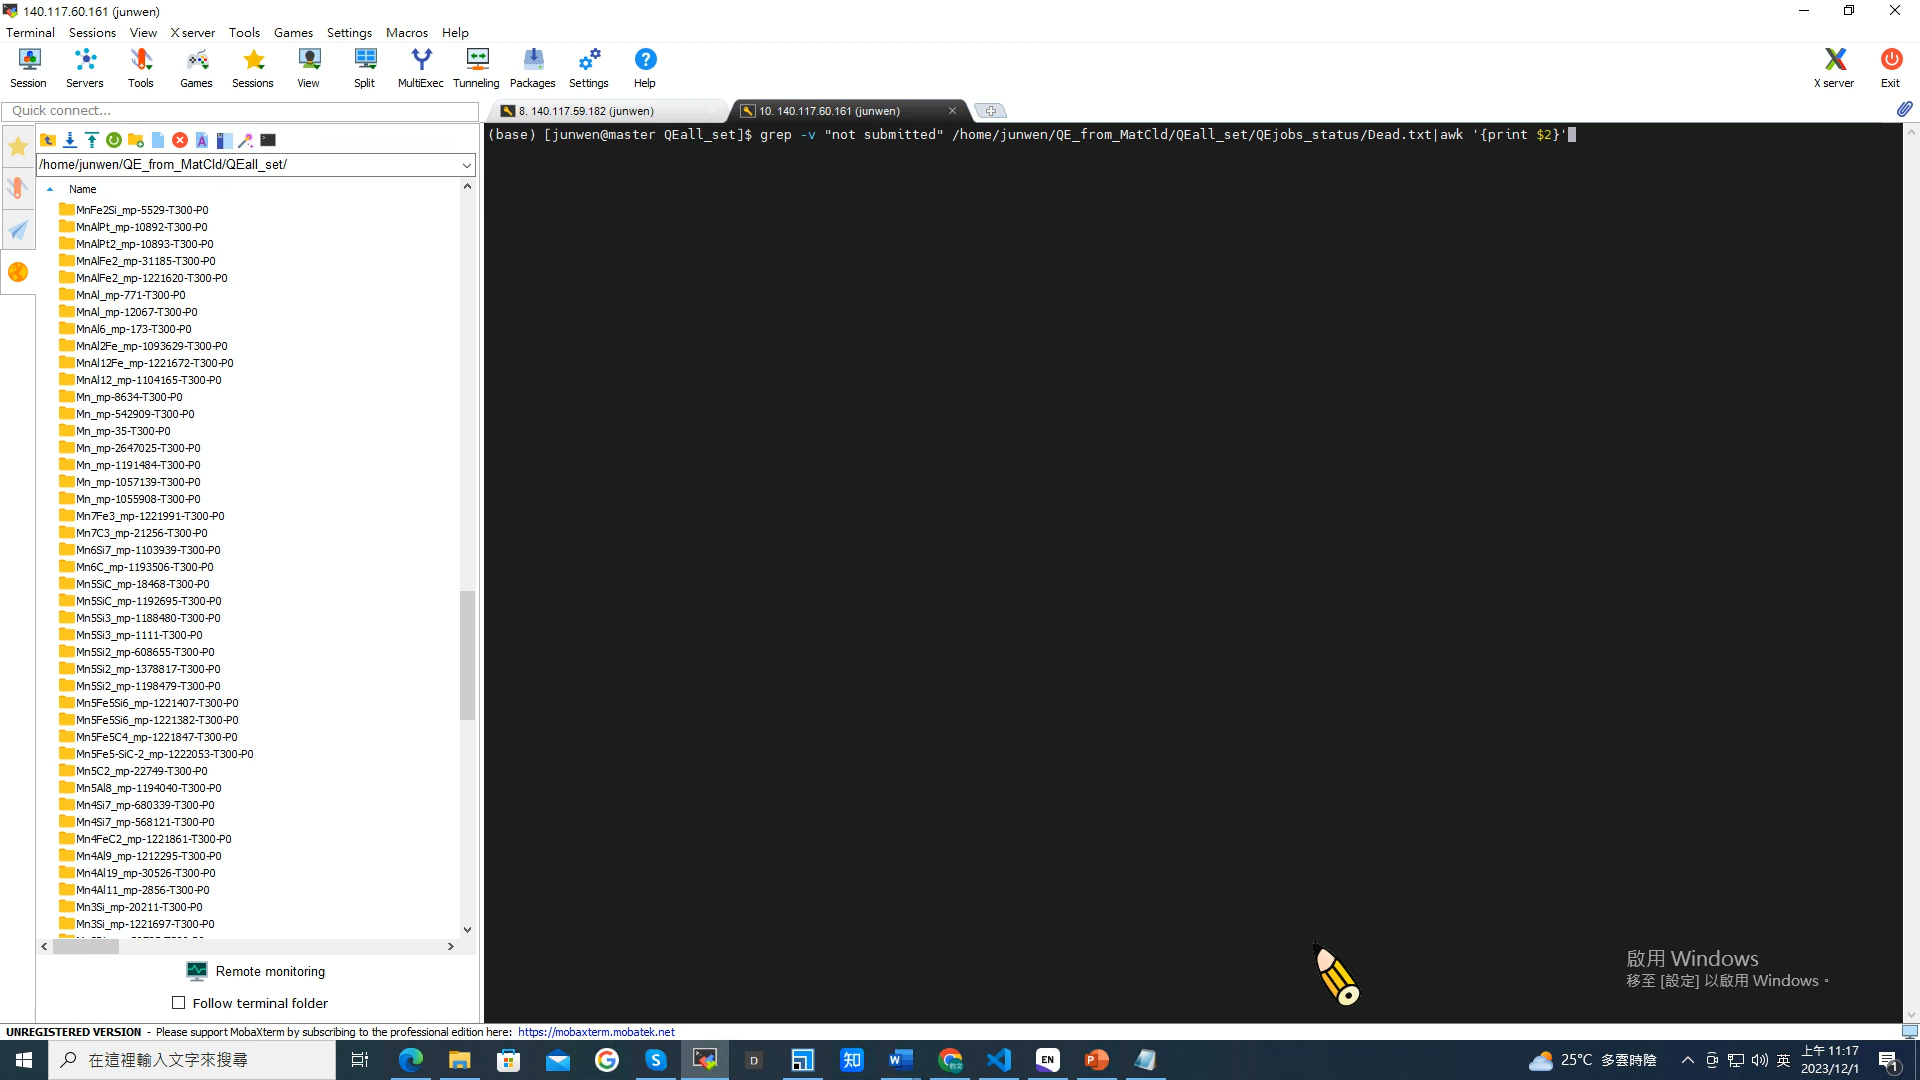 140.117.60.161 (junwen)
Terminal Sessions View X server Tools Games Settings Macros Help
Session Servers Tools Games Sessions View Split MultiExec Tunneling Packages Settings Help X server Exit
Quick connect...
8. 140.117.59.182 (junwen)
10. 140.117.60.161 (junwen)
(base) [junwen@master QEall_set]$ grep -v "not submitted" /home/junwen/QE_from_MatCld/QEall_set/QEjobs_status/Dead.txt|awk '{print $2}'
/home/junwen/QE_from_MatCld/QEall_set/
Name
MnFe2Si_mp-5529-T300-P0
MnAlPt_mp-10892-T300-P0
MnAlPt2_mp-10893-T300-P0
MnAlFe2_mp-31185-T300-P0
MnAlFe2_mp-1221620-T300-P0
MnAl_mp-771-T300-P0
MnAl_mp-12067-T300-P0
MnAl6_mp-173-T300-P0
MnAl2Fe_mp-1093629-T300-P0
MnAl12Fe_mp-1221672-T300-P0
MnAl12_mp-1104165-T300-P0
Mn_mp-8634-T300-P0
Mn_mp-542909-T300-P0
Mn_mp-35-T300-P0
Mn_mp-2647025-T300-P0
Mn_mp-1191484-T300-P0
Mn_mp-1057139-T300-P0
Mn_mp-1055908-T300-P0
Mn7Fe3_mp-1221991-T300-P0
Mn7C3_mp-21256-T300-P0
Mn6Si7_mp-1103939-T300-P0
Mn6C_mp-1193506-T300-P0
Mn5SiC_mp-18468-T300-P0
Mn5SiC_mp-1192695-T300-P0
Mn5Si3_mp-1188480-T300-P0
Mn5Si3_mp-1111-T300-P0
Mn5Si2_mp-608655-T300-P0
Mn5Si2_mp-1378817-T300-P0
Mn5Si2_mp-1198479-T300-P0
Mn5Fe5Si6_mp-1221407-T300-P0
Mn5Fe5Si6_mp-1221382-T300-P0
Mn5Fe5C4_mp-1221847-T300-P0
Mn5Fe5-SiC-2_mp-1222053-T300-P0
Mn5C2_mp-22749-T300-P0
Mn5Al8_mp-1194040-T300-P0
Mn4Si7_mp-680339-T300-P0
Mn4Si7_mp-568121-T300-P0
Mn4FeC2_mp-1221861-T300-P0
Mn4Al9_mp-1212295-T300-P0
Mn4Al19_mp-30526-T300-P0
Mn4Al11_mp-2856-T300-P0
Mn3Si_mp-20211-T300-P0
Mn3Si_mp-1221697-T300-P0
Remote monitoring
Follow terminal folder
啟用 Windows
移至 [設定] 以啟用 Windows。
UNREGISTERED VERSION - Please support MobaXterm by subscribing to the professional edition here: https://mobaxterm.mobatek.net
在這裡輸入文字來搜尋
D
知
EN
25°C 多雲時陰
英
上午 11:17
2023/12/1
1